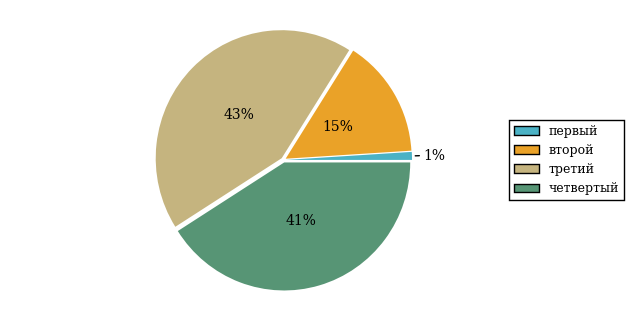 43%
15%
1%
41%
первый
второй
третий
четвертый